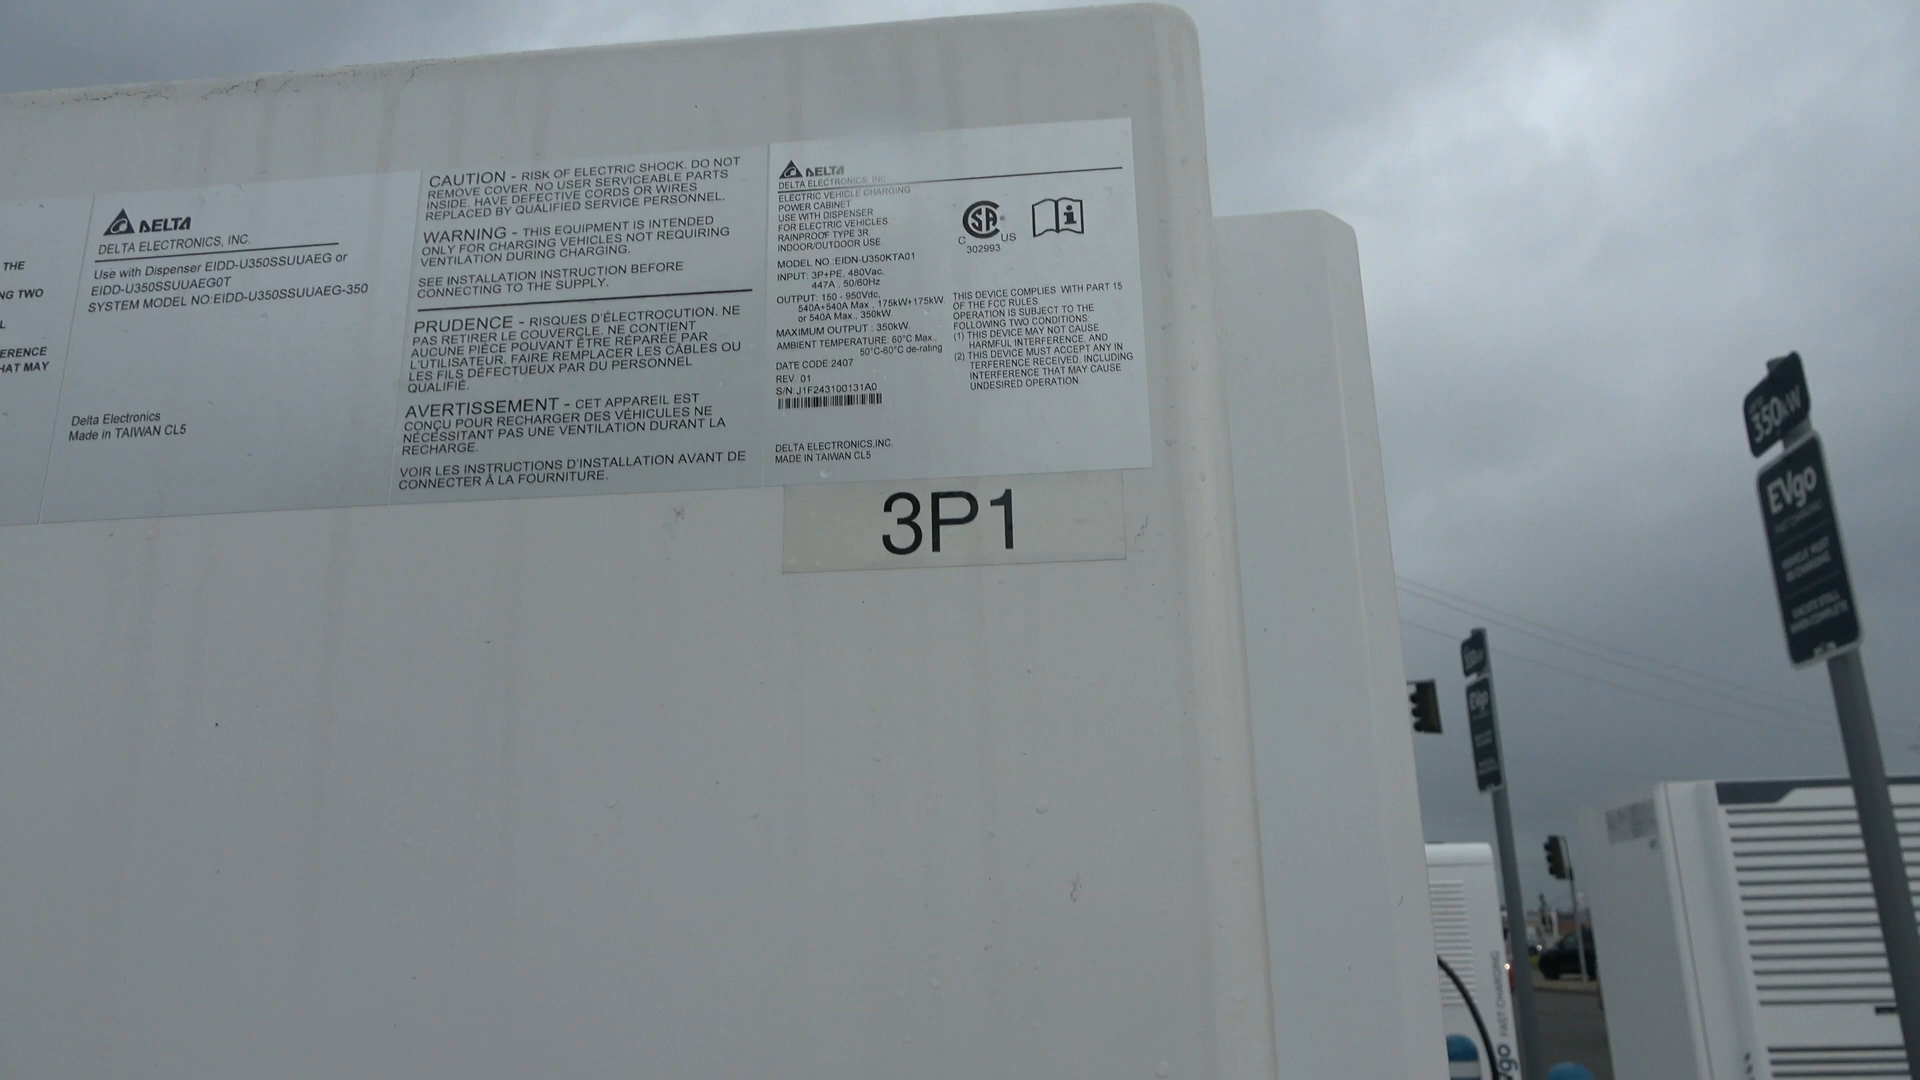 THE
NG TWO
L
ERENCE
HAT MAY
DELTA
DELTA ELECTRONICS, INC.
Use with Dispenser EIDD-U350SSUUAEG or
EIDD-U350SSUUAEG0T
SYSTEM MODEL NO:EIDD-U350SSUUAEG-350
Delta Electronics
Made in TAIWAN CL5
CAUTION - RISK OF ELECTRIC SHOCK. DO NOT
REMOVE COVER. NO USER SERVICEABLE PARTS
INSIDE. HAVE DEFECTIVE CORDS OR WIRES
REPLACED BY QUALIFIED SERVICE PERSONNEL.
WARNING - THIS EQUIPMENT IS INTENDED
ONLY FOR CHARGING VEHICLES NOT REQUIRING
VENTILATION DURING CHARGING.
SEE INSTALLATION INSTRUCTION BEFORE
CONNECTING TO THE SUPPLY.
PRUDENCE - RISQUES D'ÉLECTROCUTION. NE
PAS RETIRER LE COUVERCLE. NE CONTIENT
AUCUNE PIÈCE POUVANT ÊTRE RÉPARÉE PAR
L'UTILISATEUR. FAIRE REMPLACER LES CÂBLES OU
LES FILS DÉFECTUEUX PAR DU PERSONNEL
QUALIFIÉ.
AVERTISSEMENT - CET APPAREIL EST
CONÇU POUR RECHARGER DES VÉHICULES NE
NÉCESSITANT PAS UNE VENTILATION DURANT LA
RECHARGE.
VOIR LES INSTRUCTIONS D'INSTALLATION AVANT DE
CONNECTER À LA FOURNITURE.
DELTA
DELTA ELECTRONICS, INC.
ELECTRIC VEHICLE CHARGING
POWER CABINET
USE WITH DISPENSER
FOR ELECTRIC VEHICLES.
RAINPROOF TYPE 3R
INDOOR/OUTDOOR USE
MODEL NO: EIDN-U350KTA01
INPUT: 3P+PE, 480Vac,
447A , 50/60Hz
OUTPUT: 150 - 950Vdc,
540A+540A Max., 175kW+175kW.
or 540A Max., 350kW.
MAXIMUM OUTPUT : 350kW.
AMBIENT TEMPERATURE: 60°C Max.,
50°C-60°C de-rating
DATE CODE:2407
REV. 01
S/N:J1F243100131A0
DELTA ELECTRONICS,INC.
MADE IN TAIWAN CL5
CSA
C US
302993
THIS DEVICE COMPLIES WITH PART 15
OF THE FCC RULES.
OPERATION IS SUBJECT TO THE
FOLLOWING TWO CONDITIONS:
(1) THIS DEVICE MAY NOT CAUSE
HARMFUL INTERFERENCE, AND
(2) THIS DEVICE MUST ACCEPT ANY IN
TERFERENCE RECEIVED, INCLUDING
INTERFERENCE THAT MAY CAUSE
UNDESIRED OPERATION
3P1
350kW
EVgo
FAST CHARGING
VEHICLE MUST
BE CHARGING
EVgo
EVgo FAST CHARGING